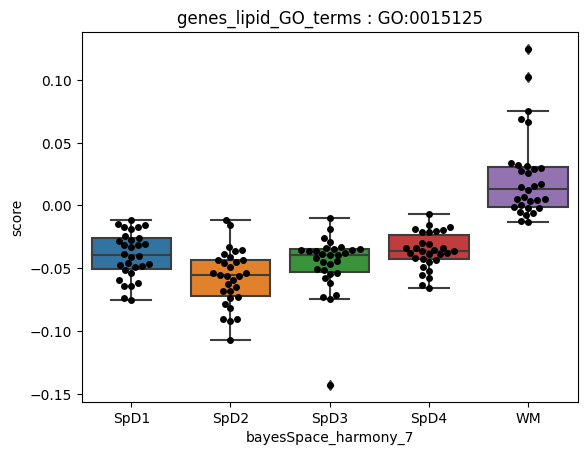 genes_lipid_GO_terms : GO:0015125
score
0.10
0.05
0.00
−0.05
−0.10
−0.15
SpD1 SpD2 SpD3 SpD4 WM
bayesSpace_harmony_7